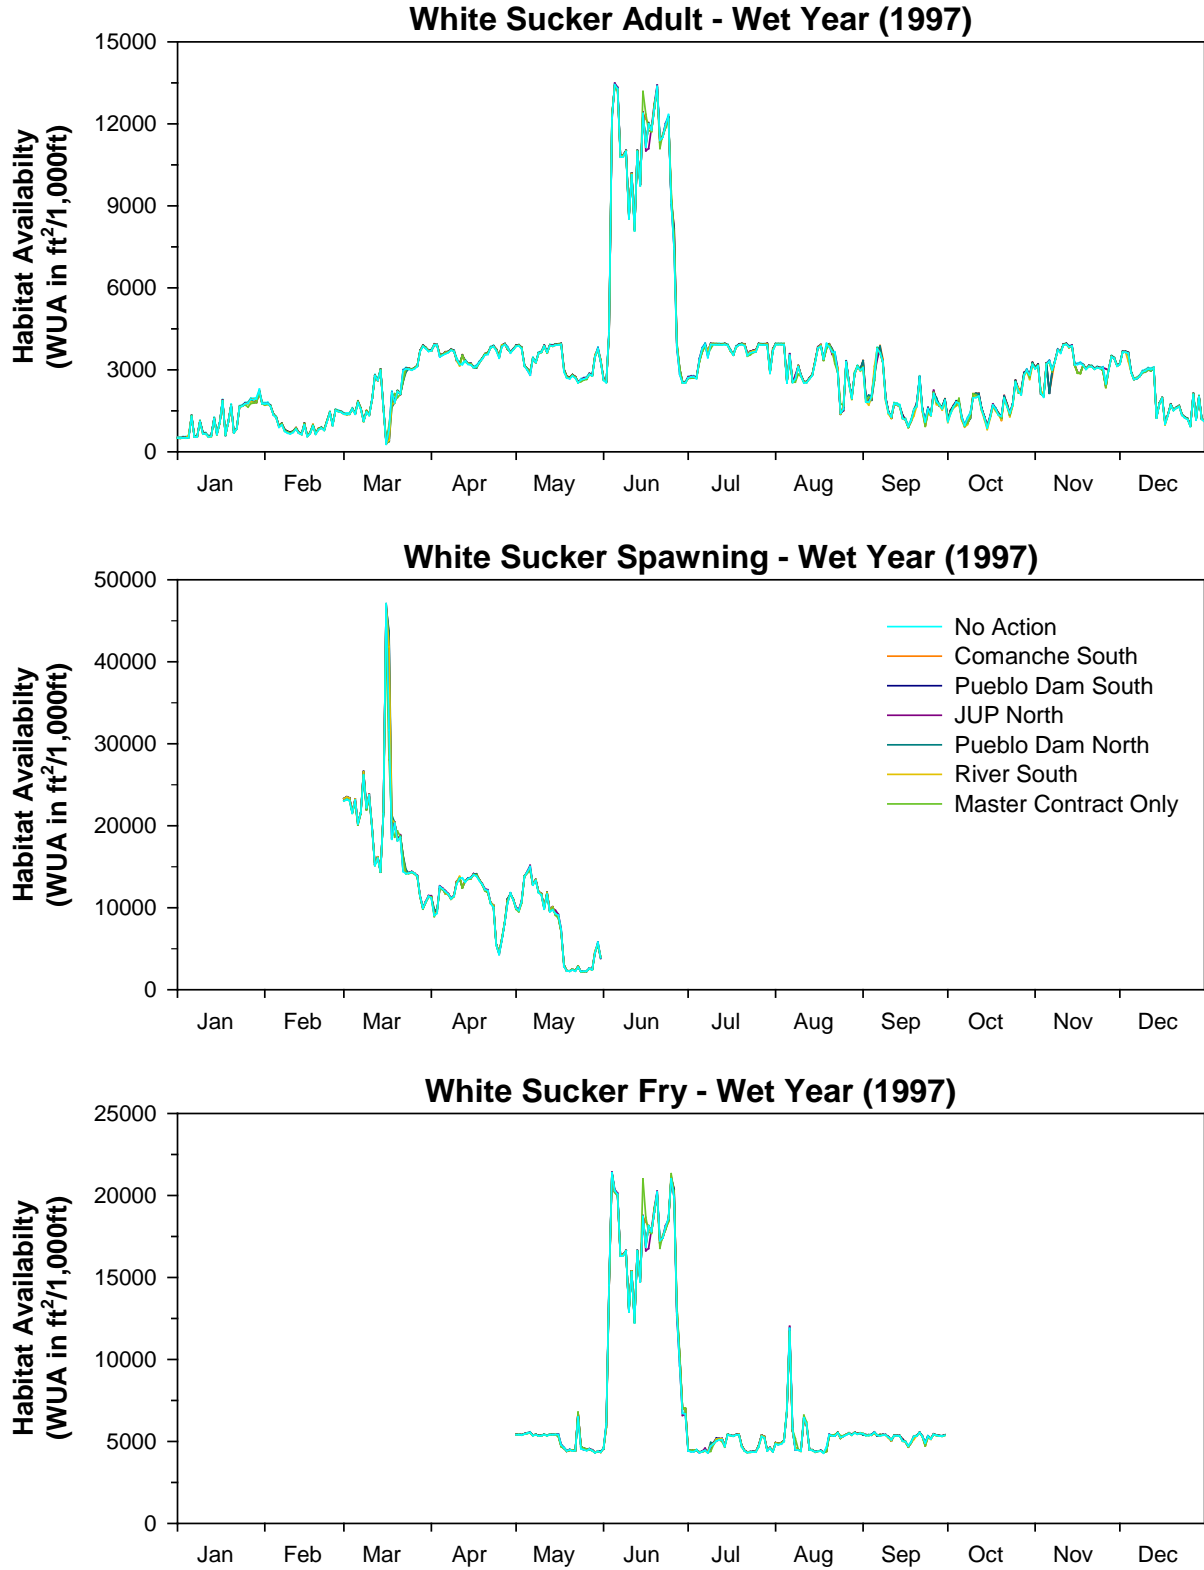 White Sucker Adult - Wet Year (1997)
Habitat Availabilty
(WUA in ft²/1,000ft)
15000
12000
9000
6000
3000
0
Jan Feb Mar Apr May Jun Jul Aug Sep Oct Nov Dec
White Sucker Spawning - Wet Year (1997)
Habitat Availabilty
(WUA in ft²/1,000ft)
50000
40000
30000
20000
10000
0
No Action
Comanche South
Pueblo Dam South
JUP North
Pueblo Dam North
River South
Master Contract Only
Jan Feb Mar Apr May Jun Jul Aug Sep Oct Nov Dec
White Sucker Fry - Wet Year (1997)
Habitat Availabilty
(WUA in ft²/1,000ft)
25000
20000
15000
10000
5000
0
Jan Feb Mar Apr May Jun Jul Aug Sep Oct Nov Dec